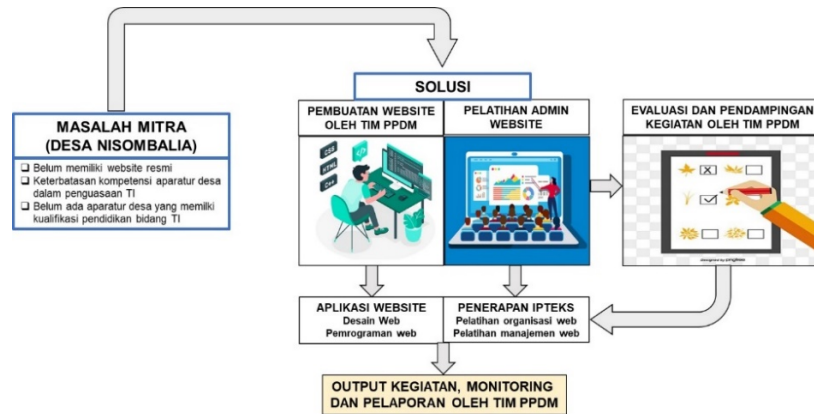 MASALAH MITRA
(DESA NISOMBALIA)
Belum memiliki website resmi
Keterbatasan kompetensi aparatur desa
dalam penguasaan TI
Belum ada aparatur desa yang memilki
kualifikasi pendidikan bidang TI
SOLUSI
PEMBUATAN WEBSITE
OLEH TIM PPDM
PELATIHAN ADMIN
WEBSITE
CSS
HTML
C++
EVALUASI DAN PENDAMPINGAN
KEGIATAN OLEH TIM PPDM
APLIKASI WEBSITE
Desain Web
Pemrograman web
PENERAPAN IPTEKS
Pelatihan organisasi web
Pelatihan manajemen web
OUTPUT KEGIATAN, MONITORING
DAN PELAPORAN OLEH TIM PPDM